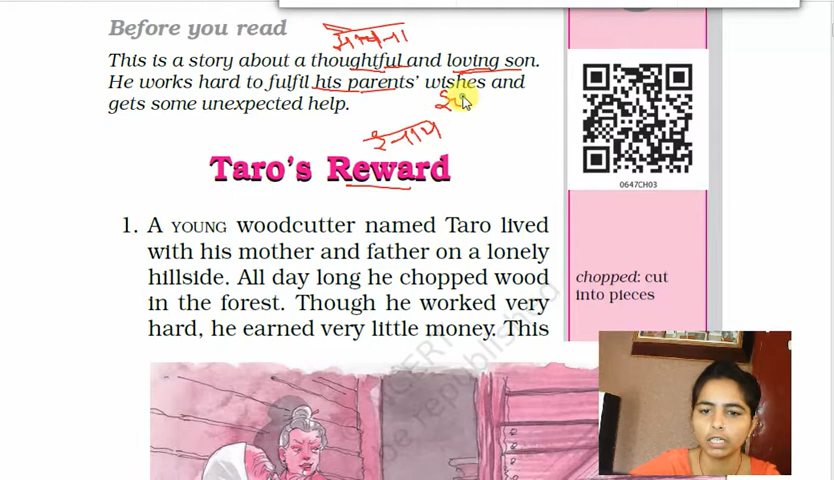 Before you read
This is a story about a thoughtful and loving son.
He works hard to fulfil his parents' wishes and
gets some unexpected help.
इनाम
Taro's Reward
0647CH03
1. A YOUNG woodcutter named Taro lived
with his mother and father on a lonely
hillside. All day long he chopped wood
in the forest. Though he worked very
hard, he earned very little money. This
chopped: cut
into pieces
be republished